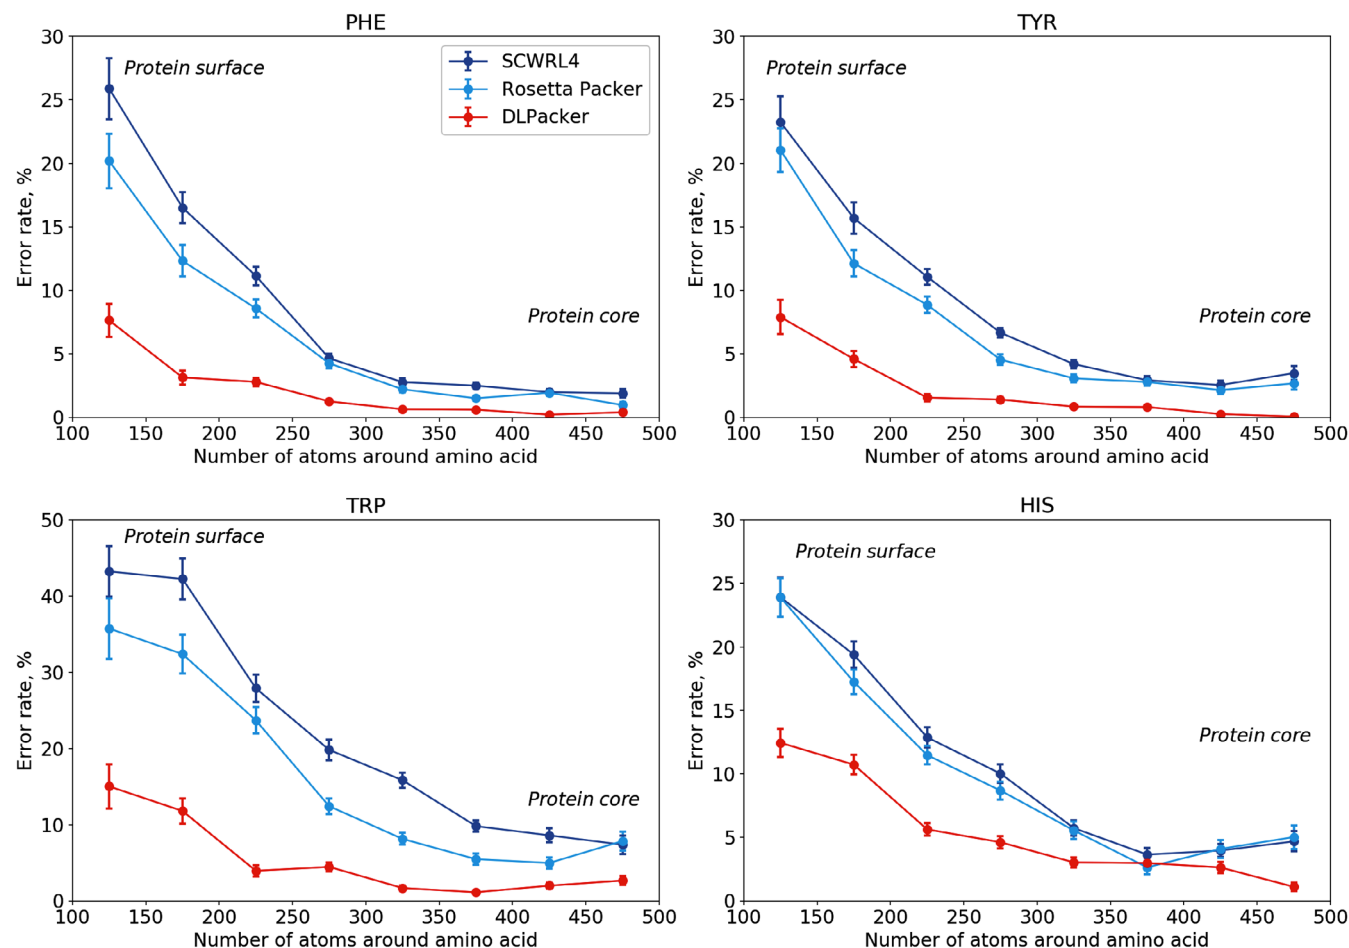 PHE
30
25
20
15
10
5
0
Error rate, %
Protein surface
SCWRL4
Rosetta Packer
DLPacker
Protein core
100 150 200 250 300 350 400 450 500
Number of atoms around amino acid
TYR
30
25
20
15
10
5
0
Error rate, %
Protein surface
Protein core
100 150 200 250 300 350 400 450 500
Number of atoms around amino acid
TRP
50
40
30
20
10
0
Error rate, %
Protein surface
Protein core
100 150 200 250 300 350 400 450 500
Number of atoms around amino acid
HIS
30
25
20
15
10
5
0
Error rate, %
Protein surface
Protein core
100 150 200 250 300 350 400 450 500
Number of atoms around amino acid